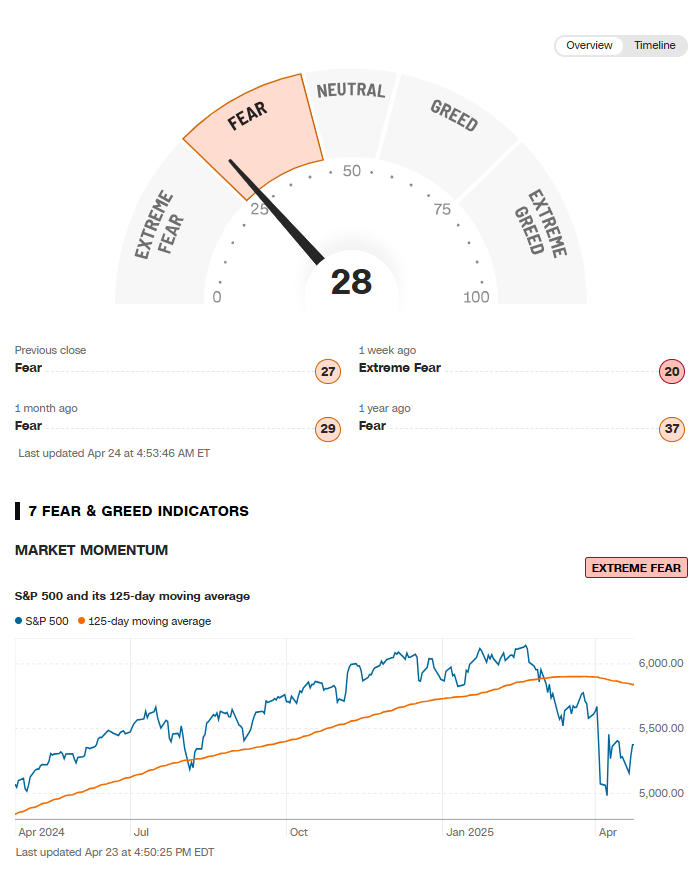 Overview Timeline
NEUTRAL
FEAR
GREED
EXTREME FEAR
EXTREME GREED
50
25
75
0
28
100
Previous close
Fear
27
1 week ago
Extreme Fear
20
1 month ago
Fear
29
1 year ago
Fear
37
Last updated Apr 24 at 4:53:46 AM ET
7 FEAR & GREED INDICATORS
MARKET MOMENTUM
EXTREME FEAR
S&P 500 and its 125-day moving average
S&P 500 125-day moving average
6,000.00
5,500.00
5,000.00
Apr 2024 Jul Oct Jan 2025 Apr
Last updated Apr 23 at 4:50:25 PM EDT